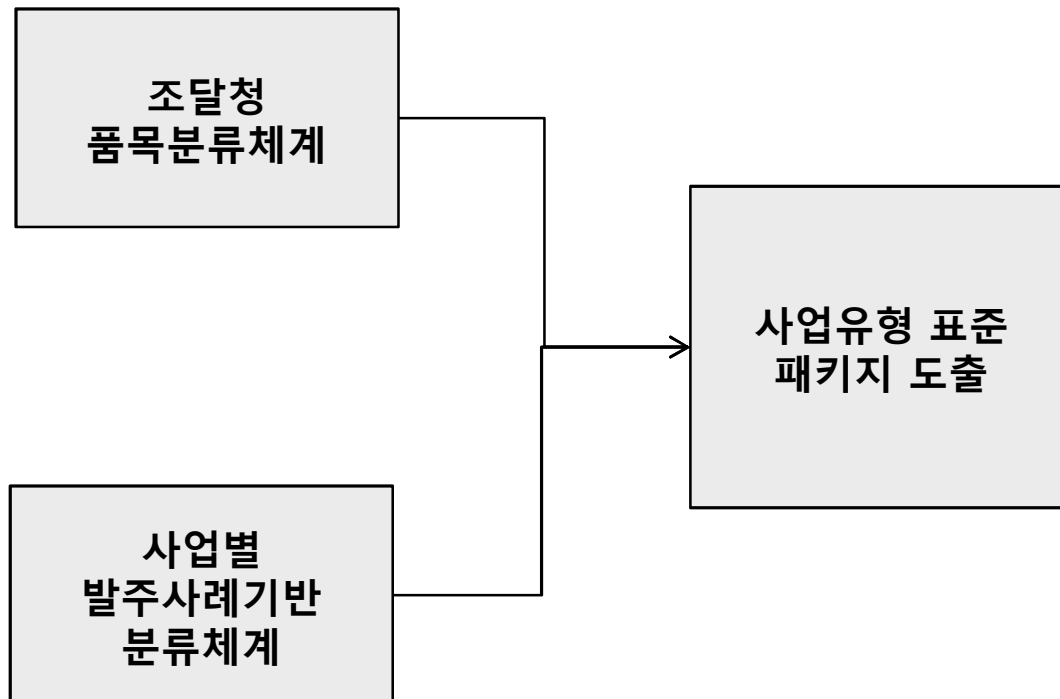 조달청
품목분류체계
사업별
발주사례기반
분류체계
사업유형 표준
패키지 도출